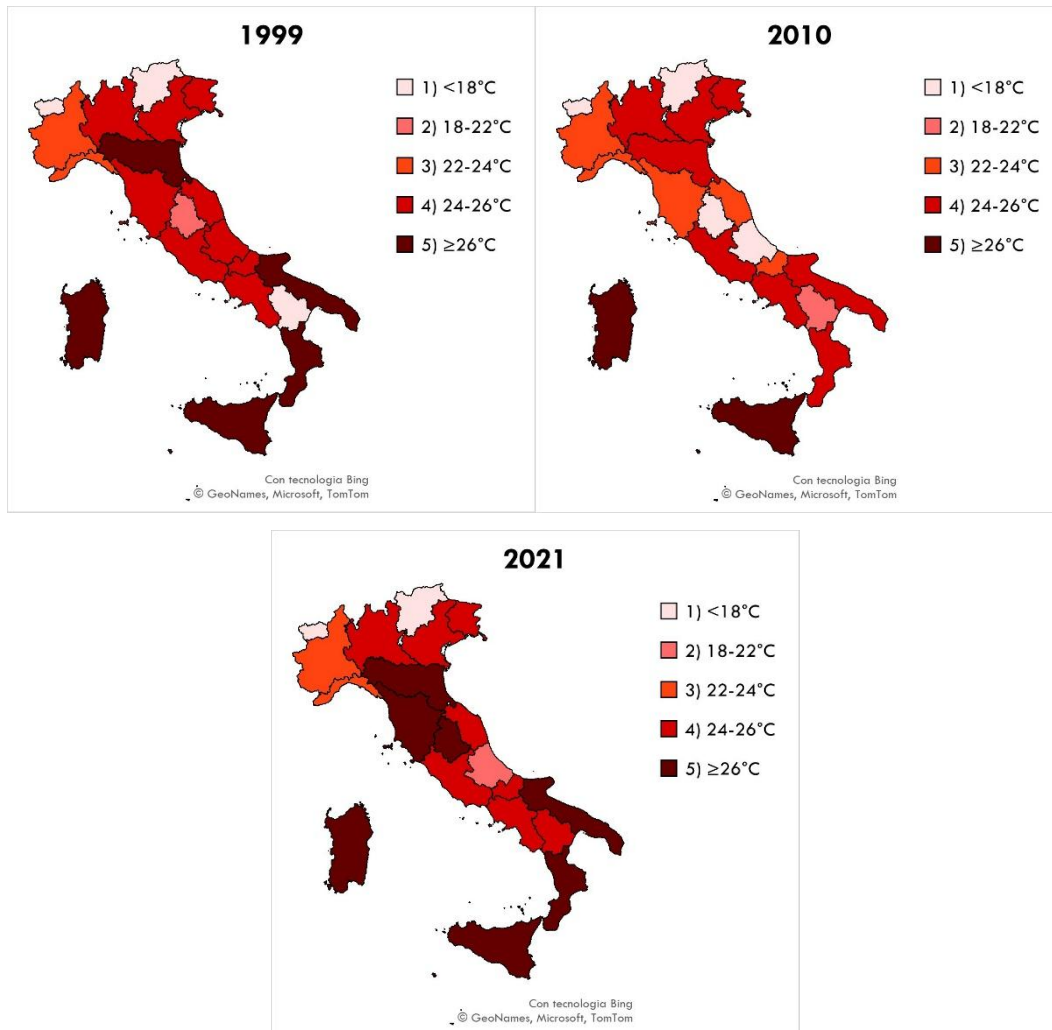 1999
1) <18°C
2) 18-22°C
3) 22-24°C
4) 24-26°C
5) ≥26°C
Con tecnologia Bing
© GeoNames, Microsoft, TomTom
2010
1) <18°C
2) 18-22°C
3) 22-24°C
4) 24-26°C
5) ≥26°C
Con tecnologia Bing
© GeoNames, Microsoft, TomTom
2021
1) <18°C
2) 18-22°C
3) 22-24°C
4) 24-26°C
5) ≥26°C
Con tecnologia Bing
© GeoNames, Microsoft, TomTom